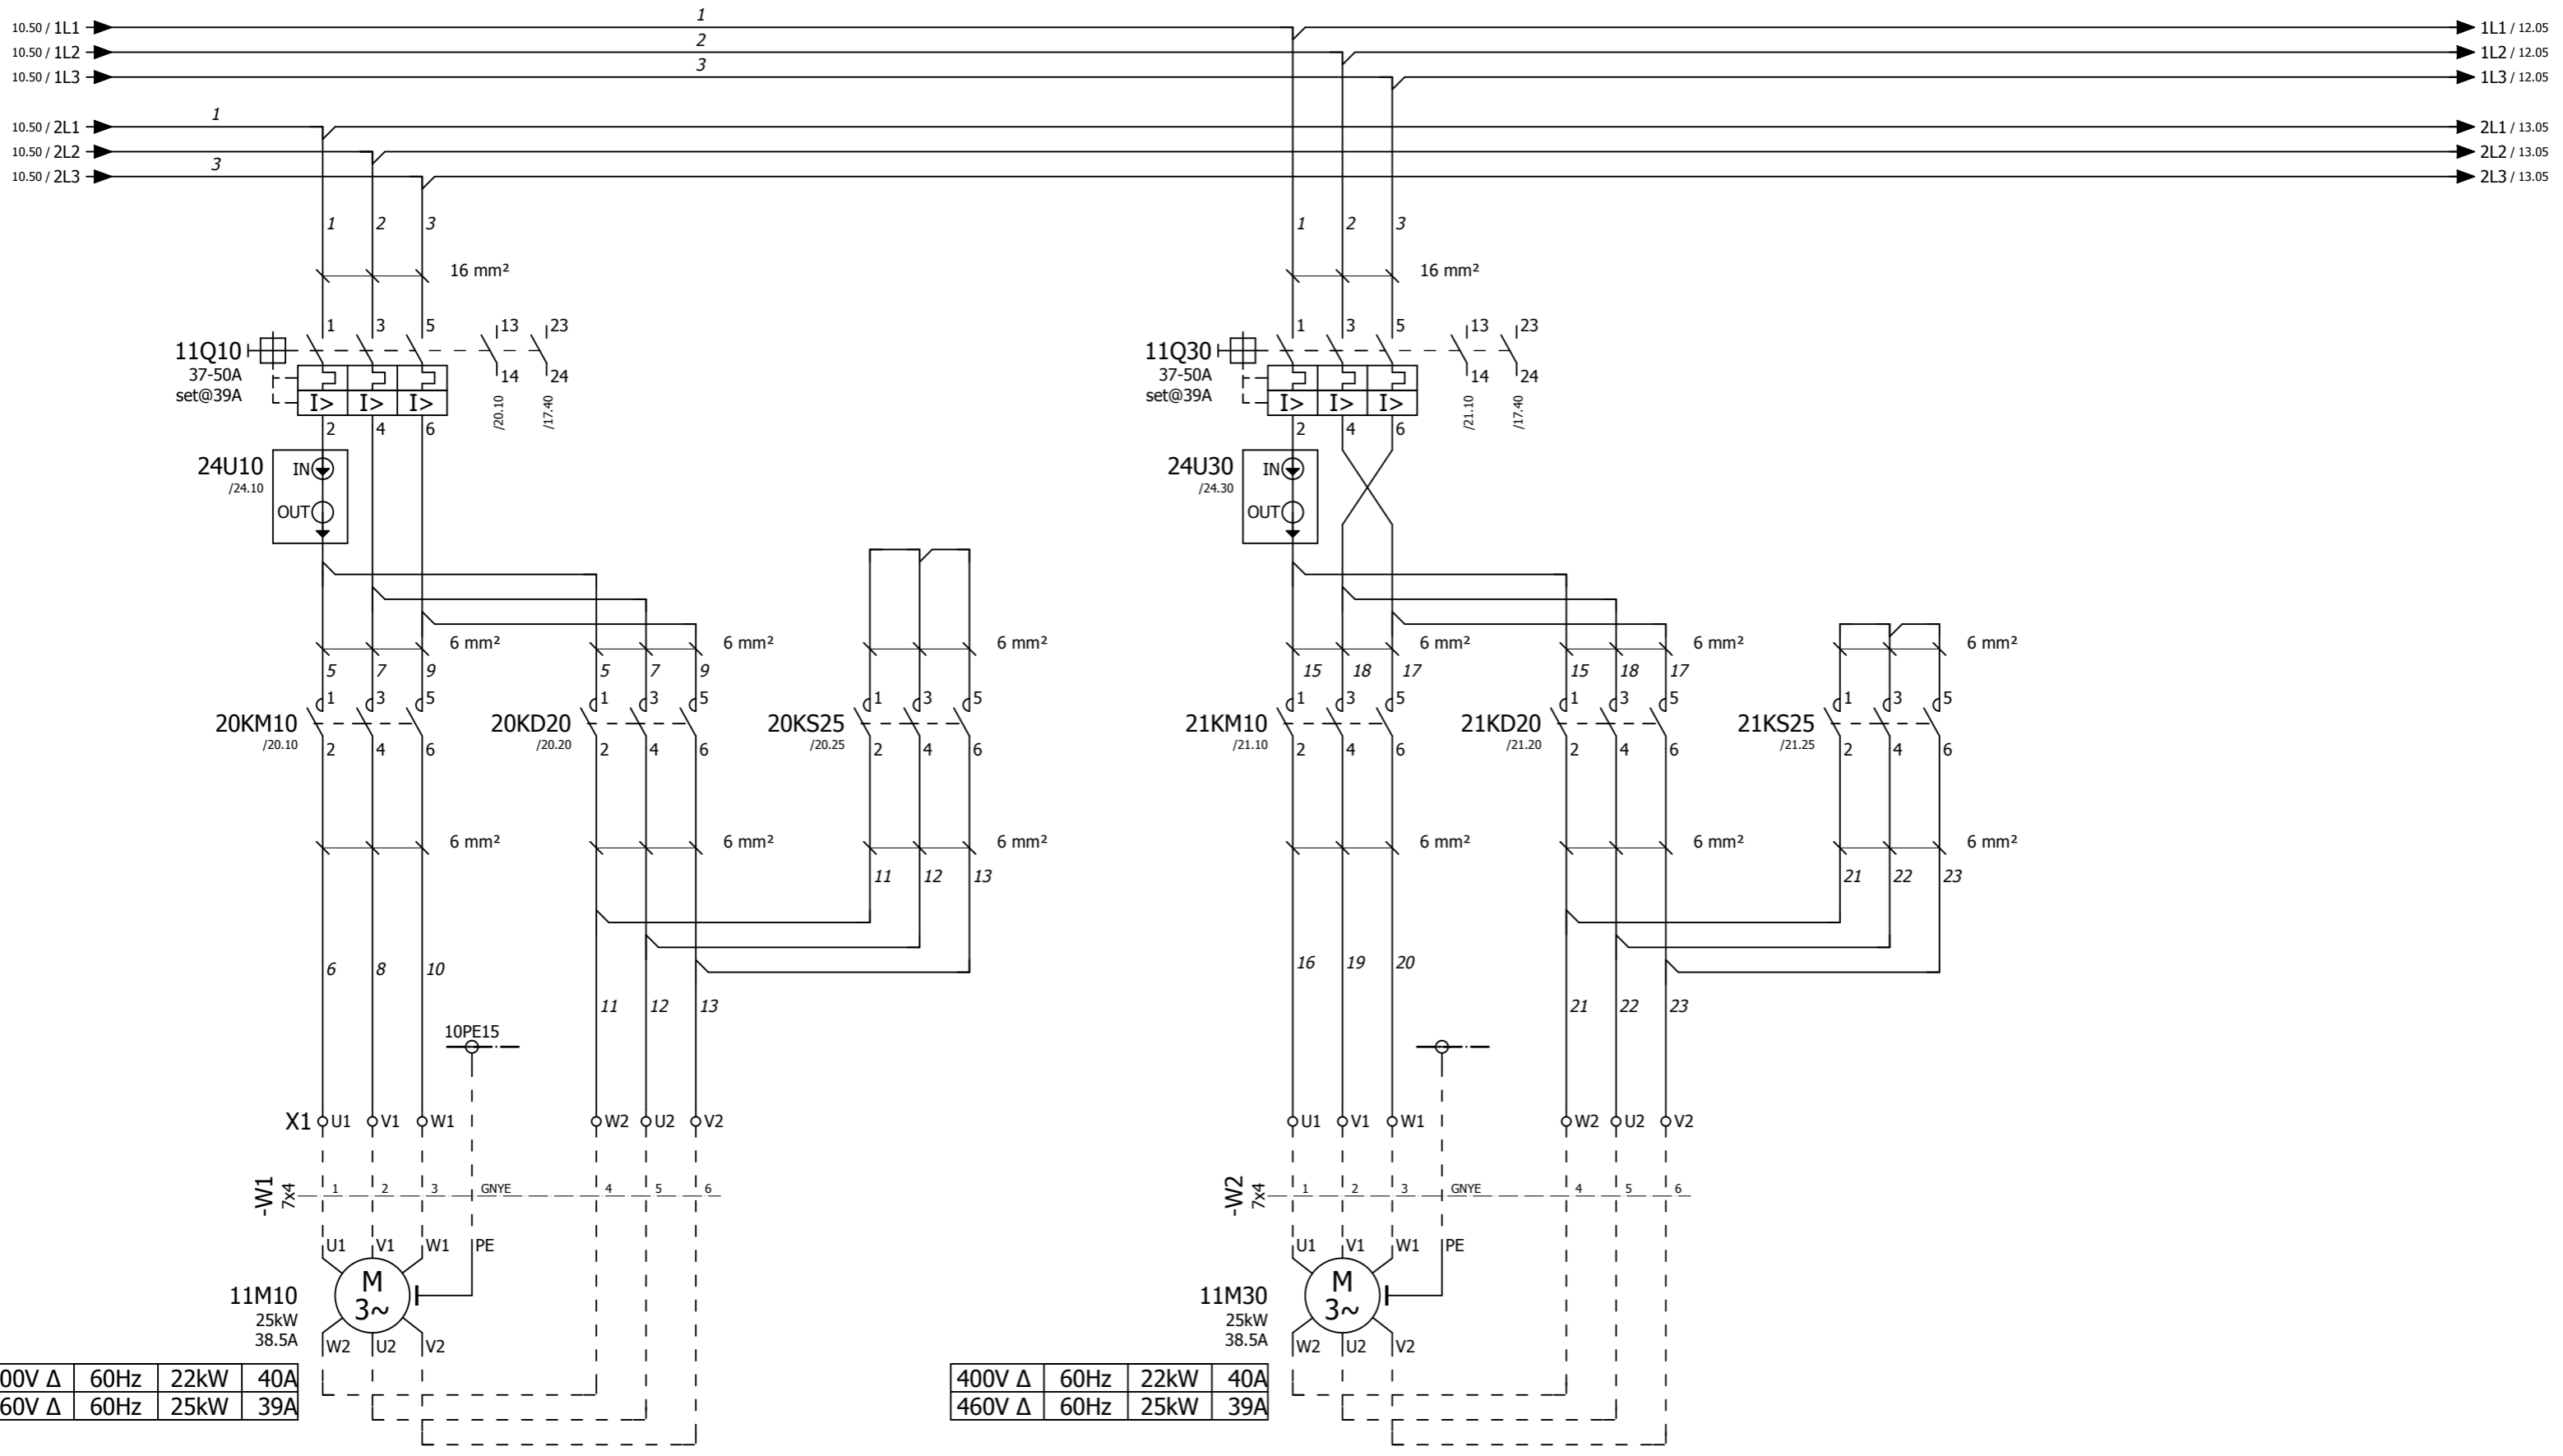 1
10.50 / 1L1
1L1 / 12.05
2
10.50 / 1L2
1L2 / 12.05
3
10.50 / 1L3
1L3 / 12.05
1
10.50 / 2L1
2L1 / 13.05
10.50 / 2L2
2L2 / 13.05
3
10.50 / 2L3
2L3 / 13.05
1 2 3
1 2 3
16 mm²
16 mm²
1 3 5 13 23
11Q10
37-50A
set@39A
14 24
I> I> I>
2 4 6
/20.10
/17.40
1 3 5 13 23
11Q30
37-50A
set@39A
14 24
I> I> I>
2 4 6
/21.10
/17.40
24U10
/24.10
IN
OUT
24U30
/24.30
IN
OUT
6 mm² 6 mm² 6 mm²
5 7 9 5 7 9
1 3 5 1 3 5 1 3 5
20KM10
/20.10
20KD20
/20.20
20KS25
/20.25
2 4 6 2 4 6 2 4 6
6 mm² 6 mm² 6 mm²
11 12 13
6 8 10
11 12 13
6 mm² 6 mm² 6 mm²
15 18 17 15 18 17
1 3 5 1 3 5 1 3 5
21KM10
/21.10
21KD20
/21.20
21KS25
/21.25
2 4 6 2 4 6 2 4 6
6 mm² 6 mm² 6 mm²
21 22 23
16 19 20
21 22 23
10PE15
X1 U1 V1 W1 W2 U2 V2
-W1
7x4
1 2 3 GNYE 4 5 6
U1 V1 W1 PE
M
3~
11M10
25kW
38.5A
W2 U2 V2
00V Δ 60Hz 22kW 40A
60V Δ 60Hz 25kW 39A
U1 V1 W1 W2 U2 V2
-W2
7x4
1 2 3 GNYE 4 5 6
U1 V1 W1 PE
M
3~
11M30
25kW
38.5A
W2 U2 V2
400V Δ 60Hz 22kW 40A
460V Δ 60Hz 25kW 39A